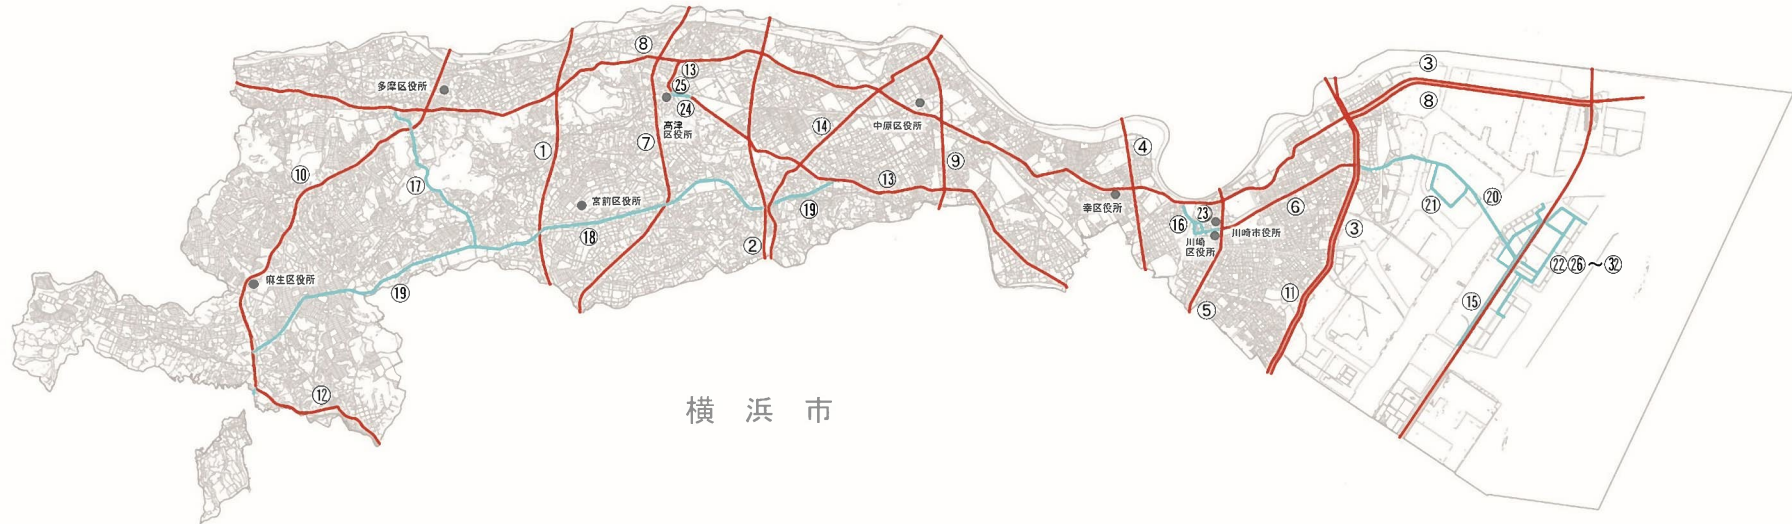 ③
⑧
⑧
多摩区役所
⑬
㉕
㉔
高津
区役所
中原区役所
⑭
④
①
⑦
⑨
⑩
⑰
⑬
⑳
㉑
宮前区役所
⑲
幸区役所
⑥
⑱
⑯
㉓
川崎市役所
川崎
区役所
③
②
㉒㉖～㉜
麻生区役所
⑲
⑪
⑮
⑤
⑫
横浜市